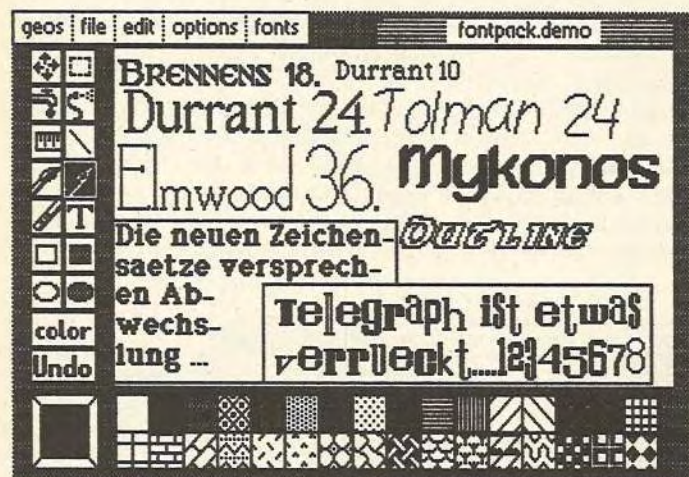 geos file edit options fonts fontpack.demo
BRENNENS 18. Durrant 10
Durrant 24. Tolman 24
Elmwood 36. Mykonos
OUTLINE
Die neuen Zeichen-
saetze versprech-
en Ab-
wechs-
lung ...
Telegraph ist etwas
verrueckt.....12345678
T
color
Undo